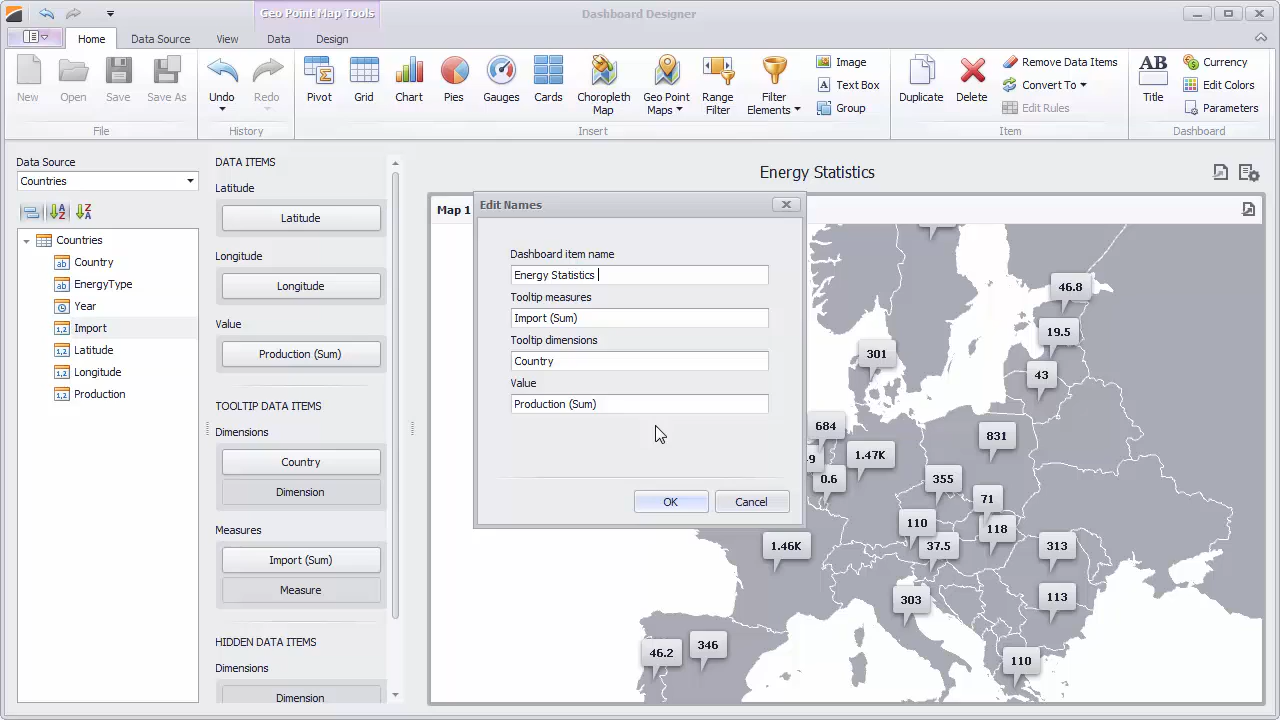 Geo Point Map Tools
Dashboard Designer
Home
Data Source
View
Data
Design
New
Open
Save
Save As
Undo
Redo
Pivot
Grid
Chart
Pies
Gauges
Cards
Choropleth
Map
Geo Point
Maps
Range
Filter
Filter
Elements
Image
Text Box
Group
Duplicate
Delete
Remove Data Items
Convert To
Edit Rules
AB
Title
Currency
Edit Colors
Parameters
File
History
Insert
Item
Dashboard
Data Source
Countries
Countries
Country
EnergyType
Year
Import
Latitude
Longitude
Production
DATA ITEMS
Latitude
Latitude
Longitude
Longitude
Value
Production (Sum)
TOOLTIP DATA ITEMS
Dimensions
Country
Dimension
Measures
Import (Sum)
Measure
HIDDEN DATA ITEMS
Dimensions
Dimension
Energy Statistics
Map 1
Edit Names
Dashboard item name
Energy Statistics
Tooltip measures
Import (Sum)
Tooltip dimensions
Country
Value
Production (Sum)
OK
Cancel
46.8
19.5
301
43
684
831
1.47K
9
0.6
355
71
110
118
1.46K
37.5
313
303
113
346
46.2
110